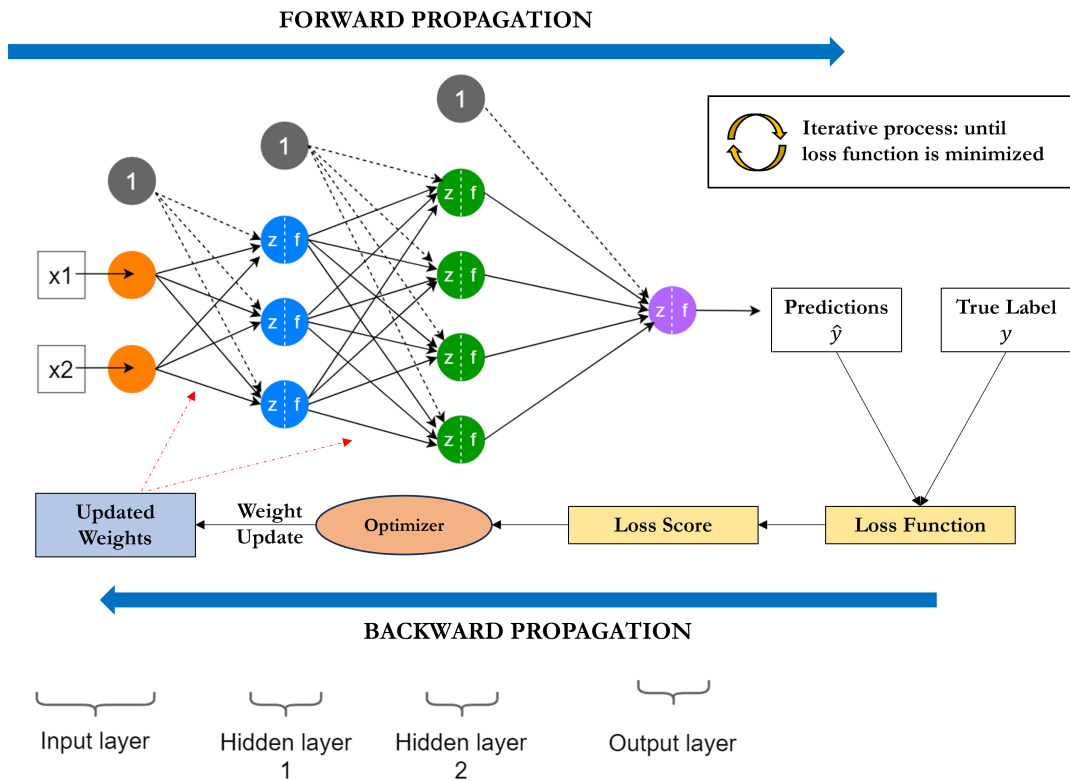 FORWARD PROPAGATION
1
1
1
Iterative process: until
loss function is minimized
x1
x2
z f
z f
z f
z f
z f
z f
z f
z f
Predictions
ŷ
True Label
y
Updated
Weights
Weight
Update
Optimizer
Loss Score
Loss Function
BACKWARD PROPAGATION
Input layer
Hidden layer
1
Hidden layer
2
Output layer